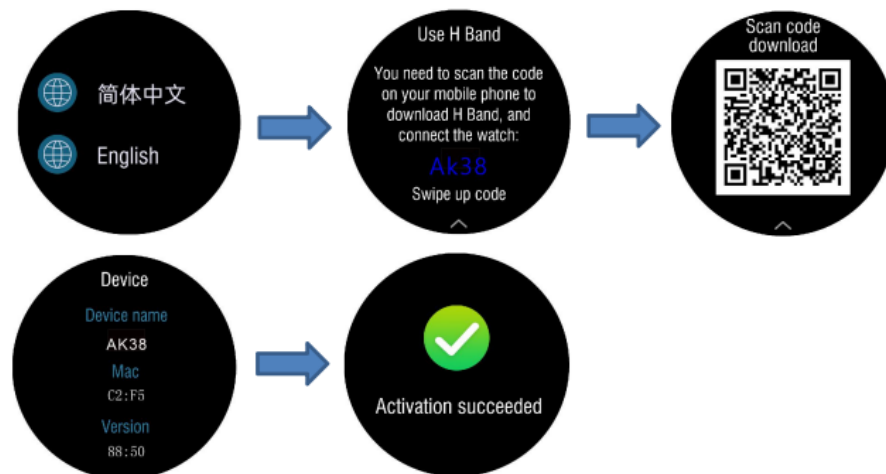 简体中文
English
Use H Band
You need to scan the code
on your mobile phone to
download H Band, and
connect the watch:
Ak38
Swipe up code
Scan code
download
Device
Device name
AK38
Mac
C2:F5
Version
88:50
Activation succeeded